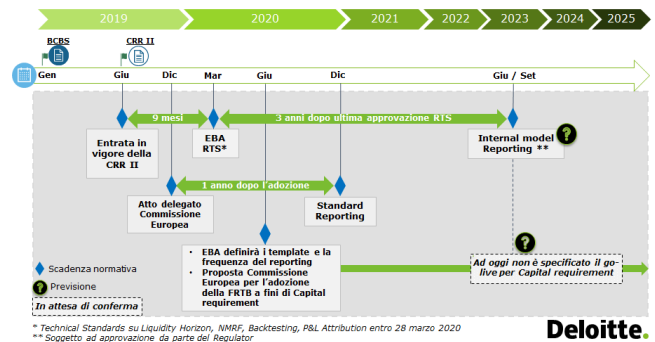 2019 2020 2021 2022 2023 2024 2025
BCBS CRR II
Gen Giu Dic Mar Giu Dic Giu / Set
9 mesi 3 anni dopo ultima approvazione RTS
Entrata in
vigore della
CRR II
EBA
RTS*
Internal model
Reporting **
?
1 anno dopo l'adozione
Atto delegato
Commissione
Europea
Standard
Reporting
?
• EBA definirà i template e la
frequenza del reporting
• Proposta Commissione
Europea per l'adozione
della FRTB a fini di Capital
requirement
Ad oggi non è specificato il go-
live per Capital requirement
Scadenza normativa
? Previsione
In attesa di conferma
* Technical Standards su Liquidity Horizon, NMRF, Backtesting, P&L Attribution entro 28 marzo 2020
** Soggetto ad approvazione da parte del Regulator
Deloitte.